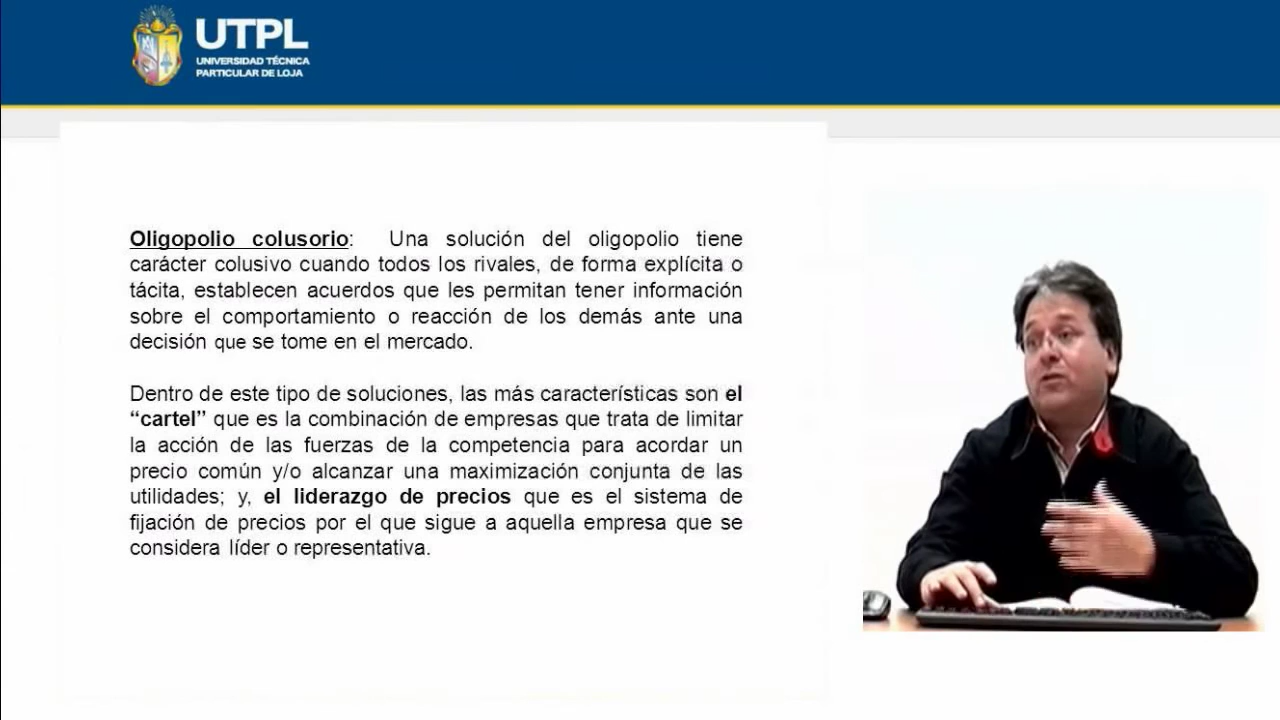 UTPL
UNIVERSIDAD TÉCNICA
PARTICULAR DE LOJA
Oligopolio colusorio: Una solución del oligopolio tiene
carácter colusivo cuando todos los rivales, de forma explícita o
tácita, establecen acuerdos que les permitan tener información
sobre el comportamiento o reacción de los demás ante una
decisión que se tome en el mercado.
Dentro de este tipo de soluciones, las más características son el
“cartel” que es la combinación de empresas que trata de limitar
la acción de las fuerzas de la competencia para acordar un
precio común y/o alcanzar una maximización conjunta de las
utilidades; y, el liderazgo de precios que es el sistema de
fijación de precios por el que sigue a aquella empresa que se
considera líder o representativa.